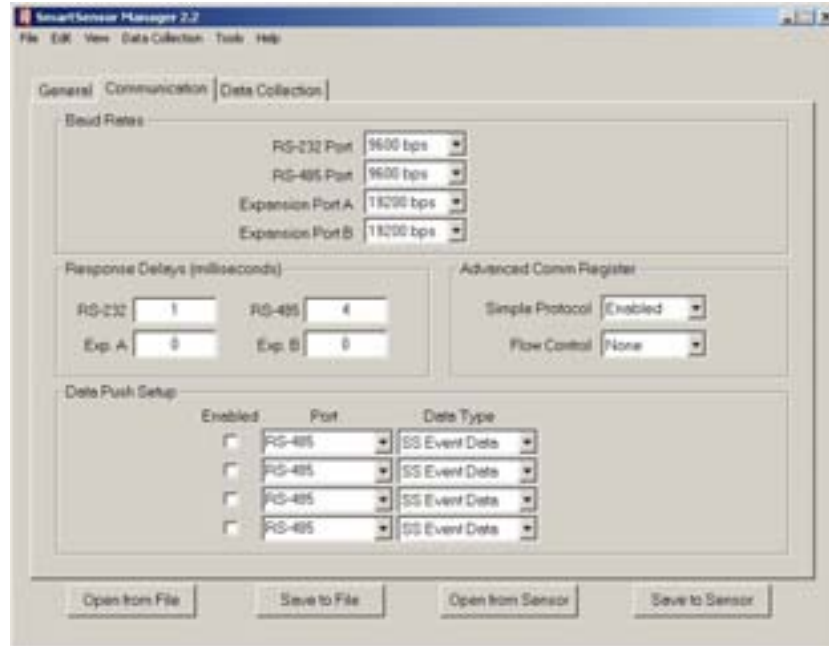 SmartSensor Manager 2.2
File Edit View Data Collection Tools Help
General Communication Data Collection
Baud Rates
RS-232 Port 9600 bps
RS-485 Port 9600 bps
Expansion Port A 19200 bps
Expansion Port B 19200 bps
Response Delays (milliseconds) Advanced Comm Register
RS-232 1 RS-485 4 Simple Protocol Enabled
Exp. A 0 Exp. B 0 Flow Control None
Data Push Setup
Enabled Port Data Type
RS-485 SS Event Data
RS-485 SS Event Data
RS-485 SS Event Data
RS-485 SS Event Data
Open from File Save to File Open from Sensor Save to Sensor